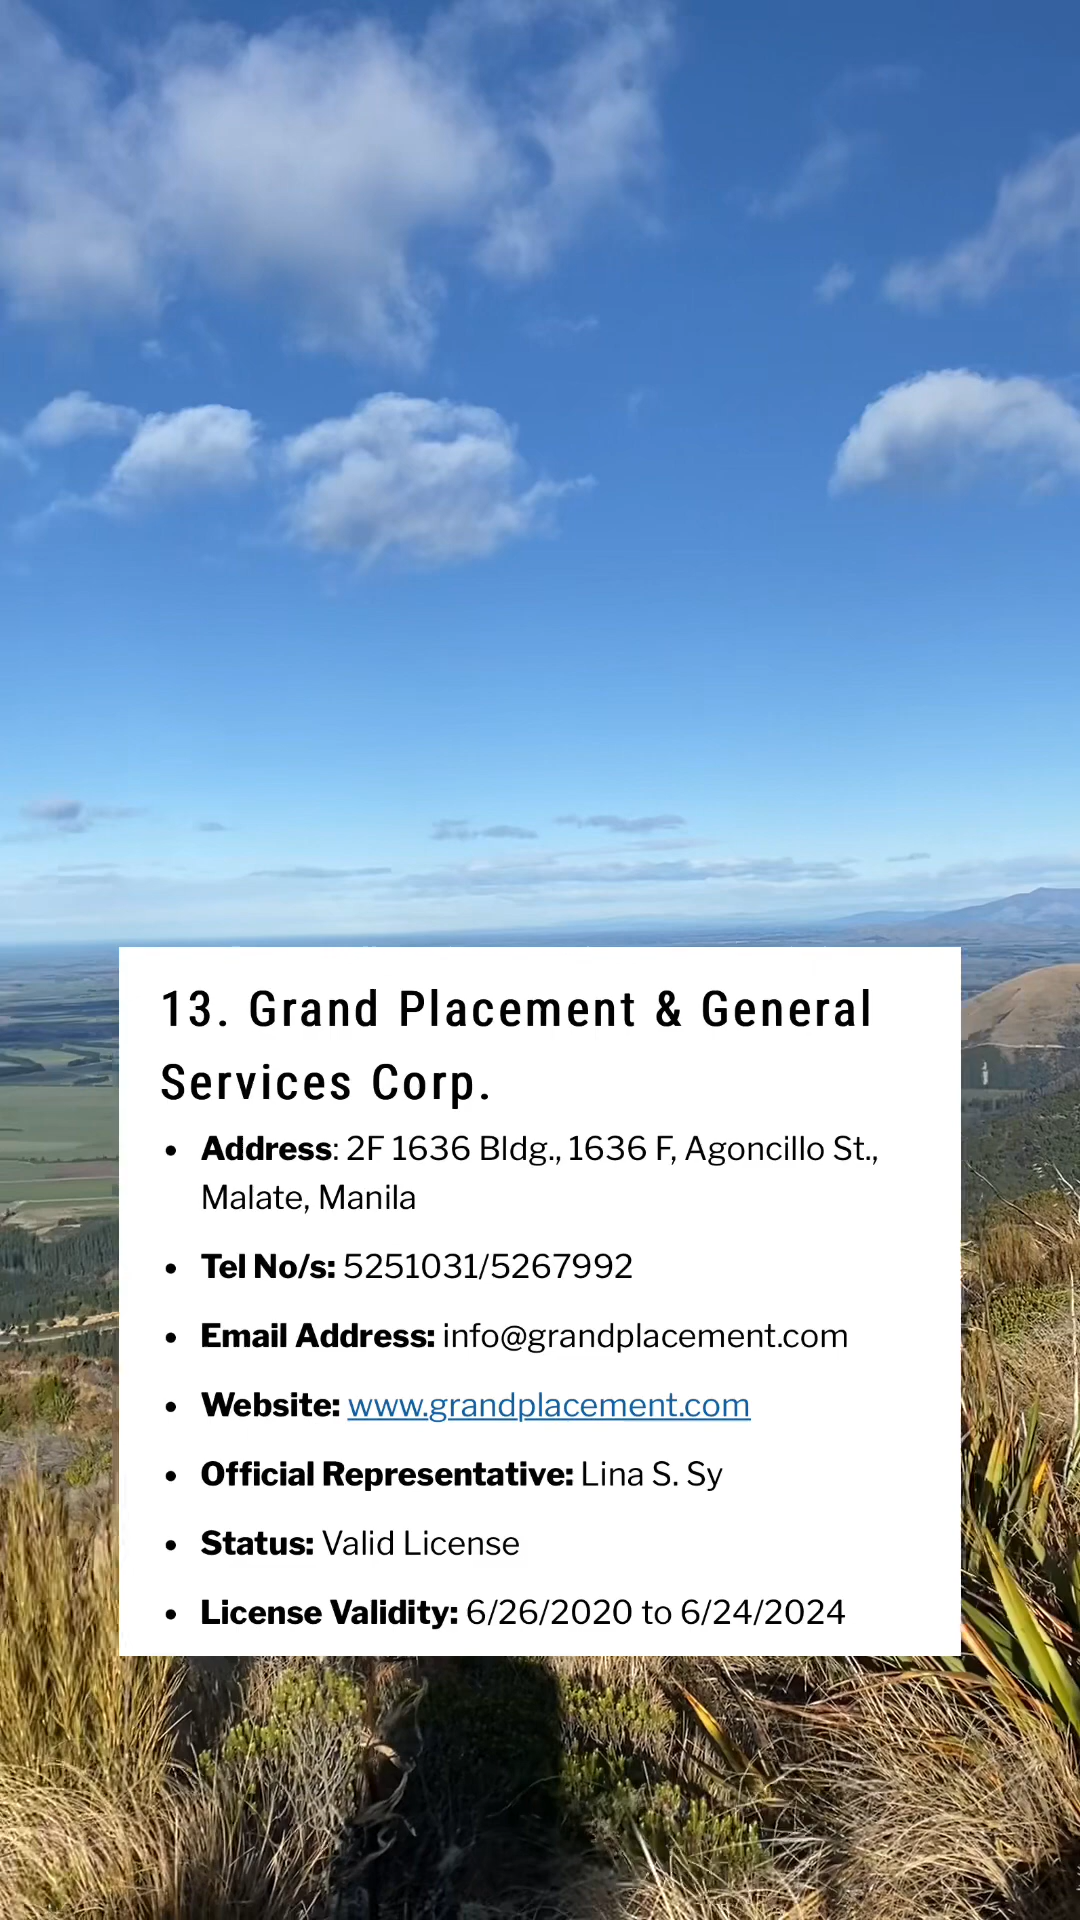 13. Grand Placement & General
Services Corp.
• Address: 2F 1636 Bldg., 1636 F, Agoncillo St.,
Malate, Manila
• Tel No/s: 5251031/5267992
• Email Address: info@grandplacement.com
• Website: www.grandplacement.com
• Official Representative: Lina S. Sy
• Status: Valid License
• License Validity: 6/26/2020 to 6/24/2024